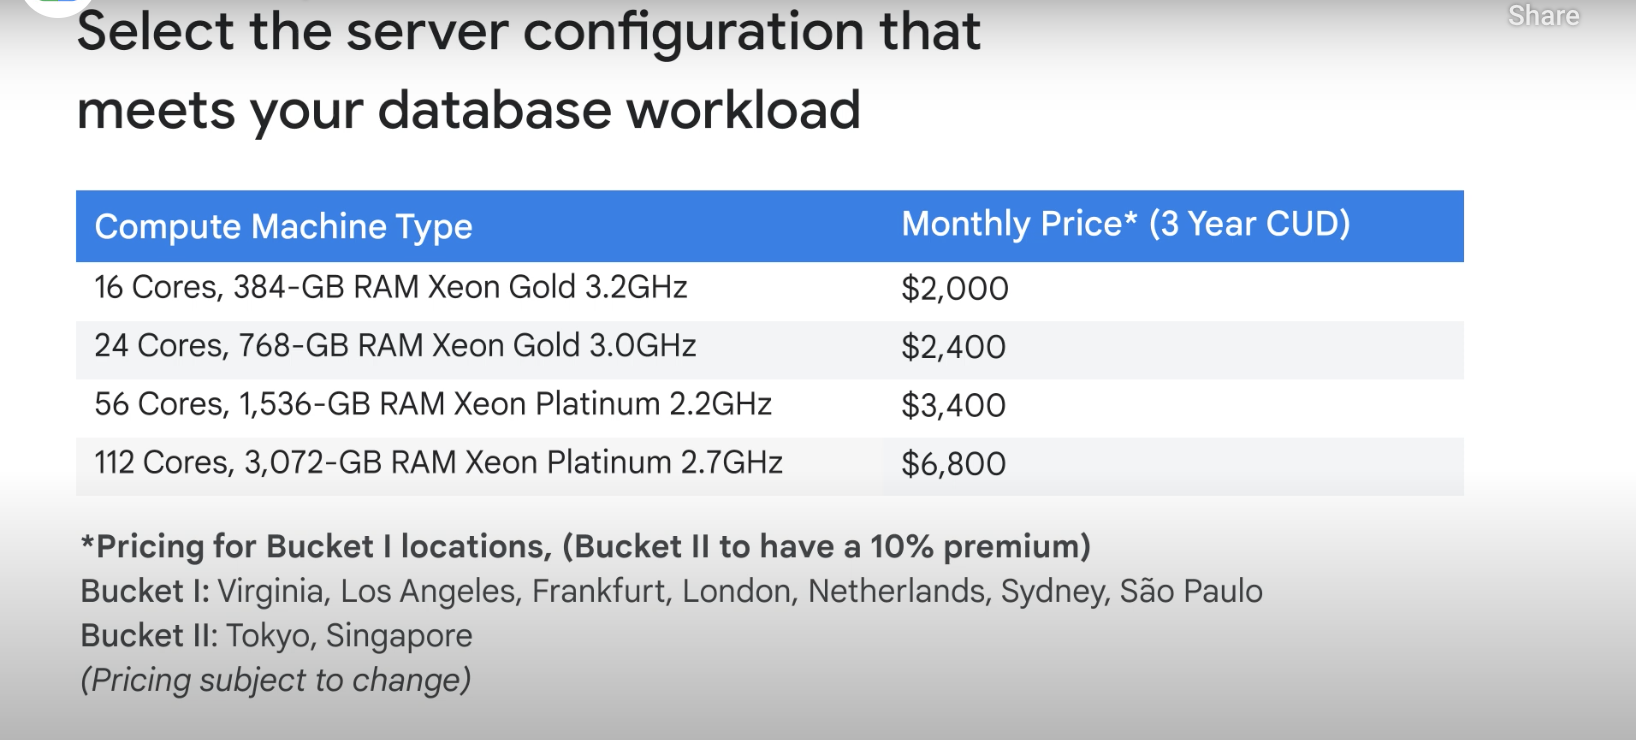 Share
Select the server configuration that
meets your database workload
Compute Machine Type Monthly Price* (3 Year CUD)
16 Cores, 384-GB RAM Xeon Gold 3.2GHz $2,000
24 Cores, 768-GB RAM Xeon Gold 3.0GHz $2,400
56 Cores, 1,536-GB RAM Xeon Platinum 2.2GHz $3,400
112 Cores, 3,072-GB RAM Xeon Platinum 2.7GHz $6,800
*Pricing for Bucket I locations, (Bucket II to have a 10% premium)
Bucket I: Virginia, Los Angeles, Frankfurt, London, Netherlands, Sydney, São Paulo
Bucket II: Tokyo, Singapore
(Pricing subject to change)